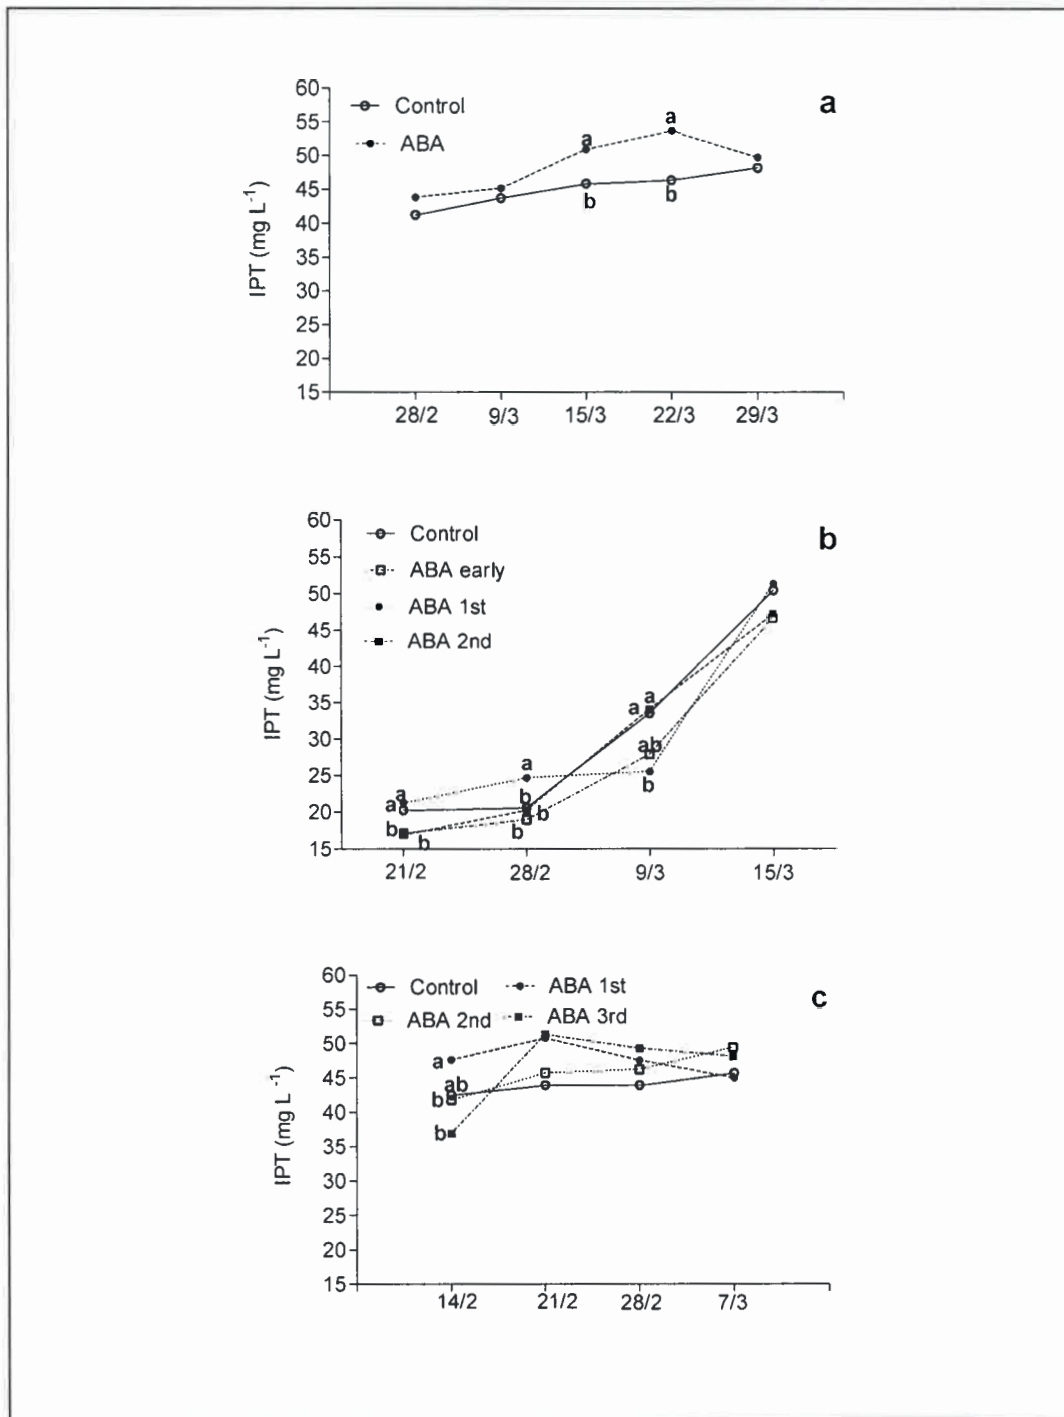 a
Control
ABA
60
55
50
45
40
35
30
25
20
15
IPT (mg L⁻¹)
a
a
b
b
28/2 9/3 15/3 22/3 29/3
b
Control
ABA early
ABA 1st
ABA 2nd
60
55
50
45
40
35
30
25
20
15
IPT (mg L⁻¹)
a
a
b
b
a
b
b
b
a
a
ab
b
21/2 28/2 9/3 15/3
c
Control ABA 1st
ABA 2nd ABA 3rd
60
55
50
45
40
35
30
25
20
15
IPT (mg L⁻¹)
a
ab
b
b
14/2 21/2 28/2 7/3